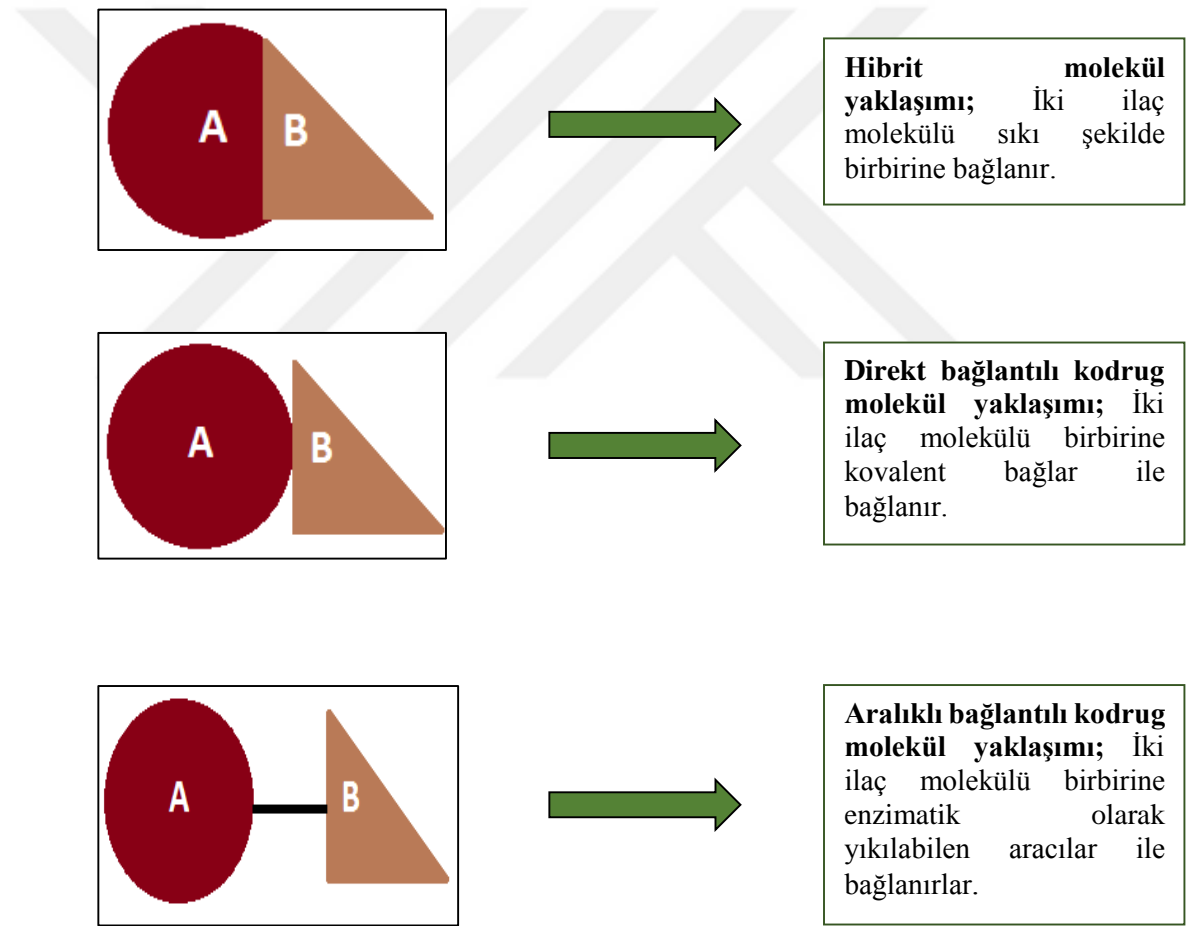 A B
Hibrit molekül
yaklaşımı; İki ilaç
molekülü sıkı şekilde
birbirine bağlanır.
A B
Direkt bağlantılı kodrug
molekül yaklaşımı; İki
ilaç molekülü birbirine
kovalent bağlar ile
bağlanır.
A B
Aralıklı bağlantılı kodrug
molekül yaklaşımı; İki
ilaç molekülü birbirine
enzimatik olarak
yıkılabilen aracılar ile
bağlanırlar.